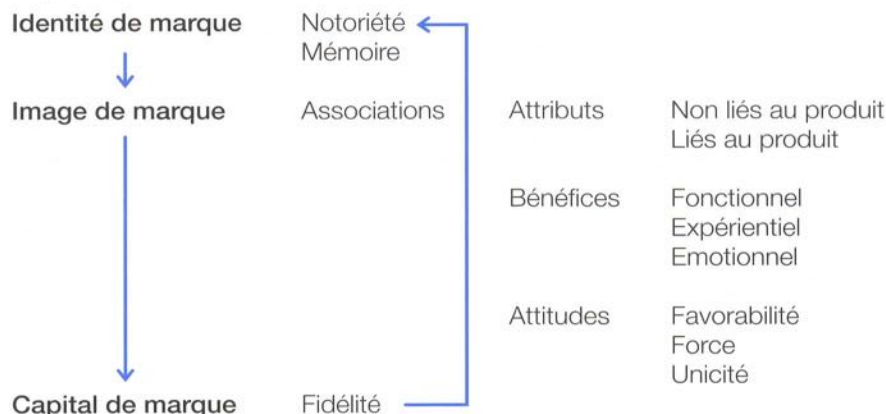 Identité de marque Notoriété
Mémoire
Image de marque Associations Attributs Non liés au produit
Liés au produit
Bénéfices Fonctionnel
Expérientiel
Emotionnel
Attitudes Favorabilité
Force
Unicité
Capital de marque Fidélité